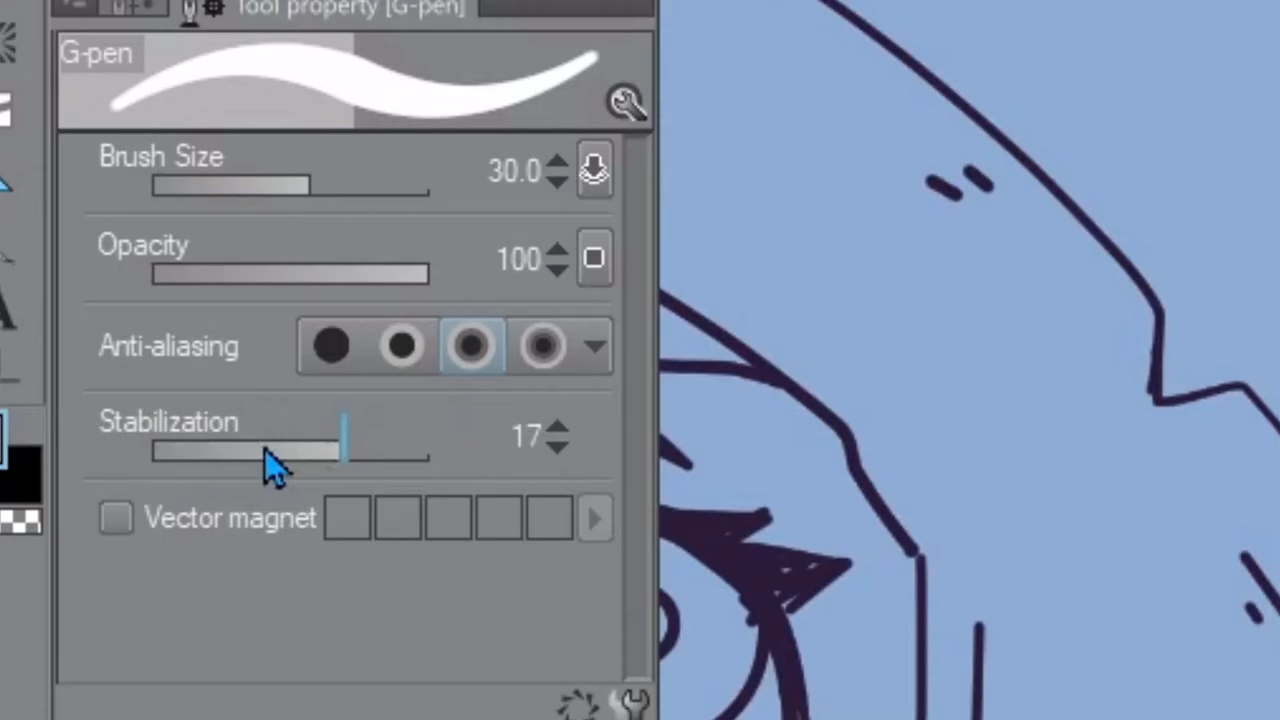 Tool property [G-pen]
G-pen
Brush Size 30.0
Opacity 100
Anti-aliasing
Stabilization 17
Vector magnet